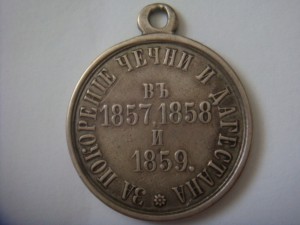 ЗА ПОКОРЕНІЕ ЧЕЧНИ И ДАГЕСТАНА
ВЪ
1857, 1858
И
1859.